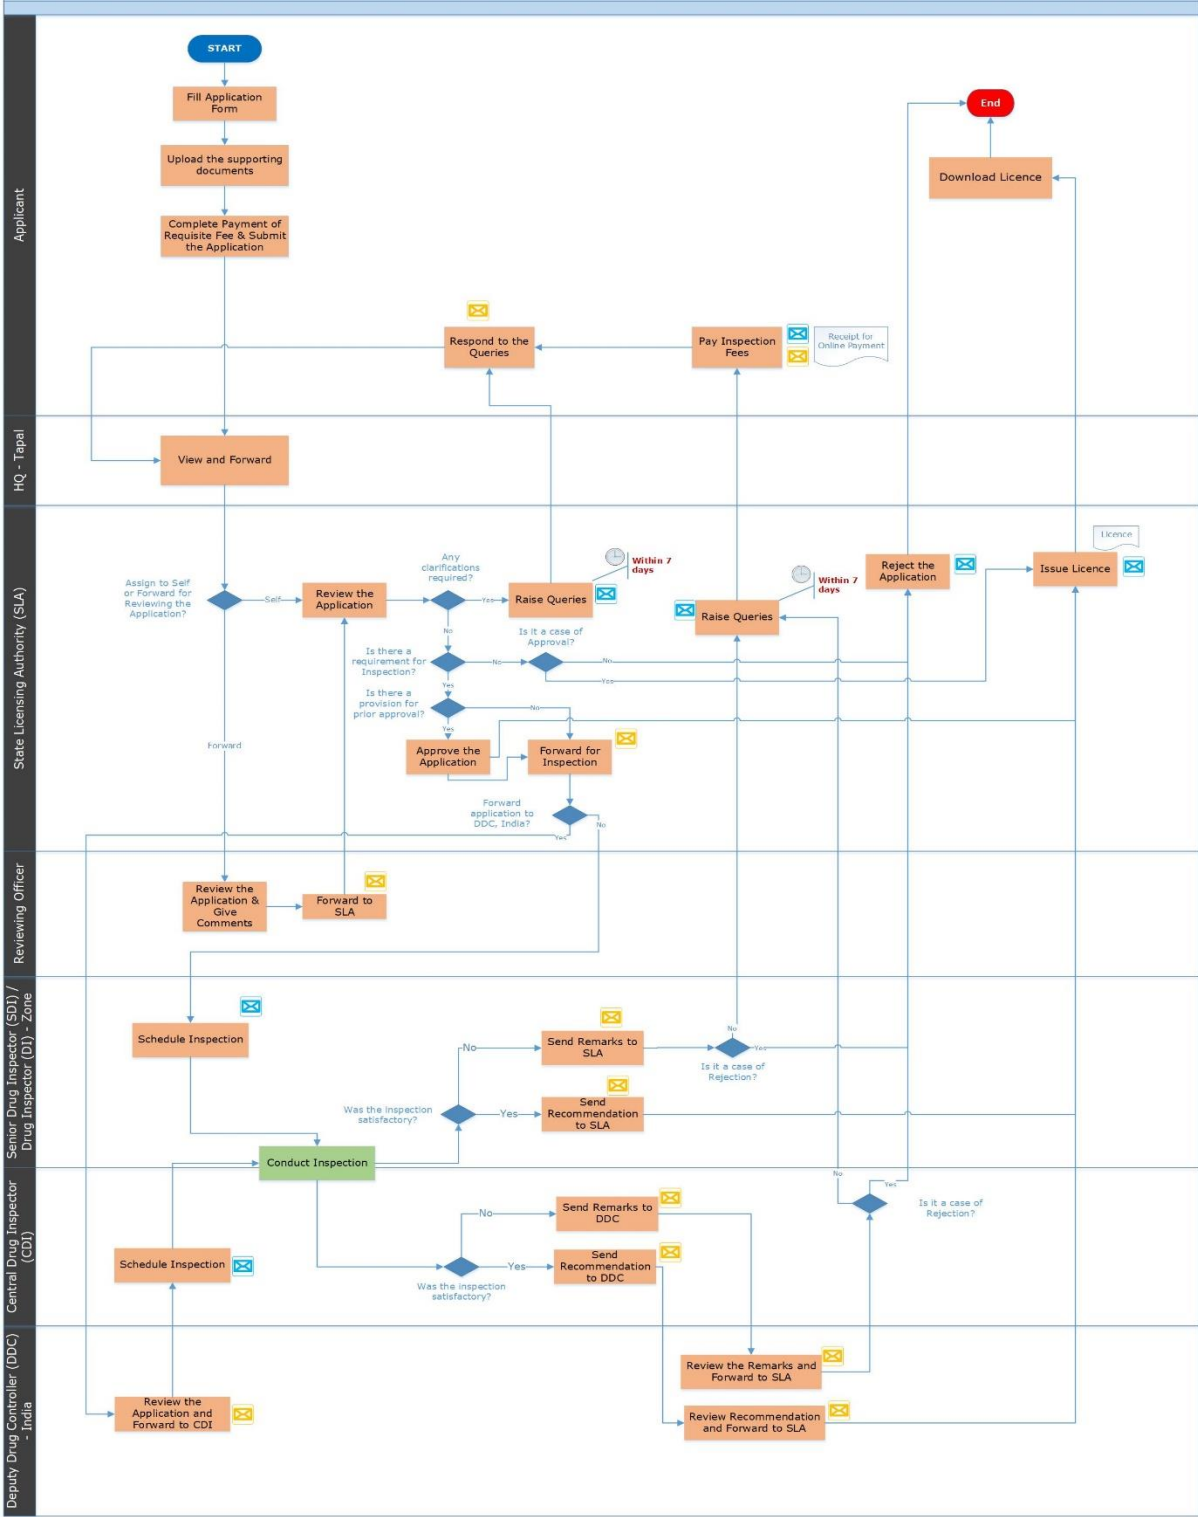 START
Fill Application
Form
Upload the supporting
documents
Complete Payment of
Requisite Fee & Submit
the Application
End
Download Licence
Respond to the
Queries
Pay Inspection
Fees
Receipt for
Online Payment
Applicant
View and Forward
HQ - Tapal
Assign to Self
or Forward for
Reviewing the
Application?
Self
Forward
Review the
Application
Any
clarifications
required?
Yes
No
Raise Queries
Within 7
days
Is there a
requirement for
Inspection?
No
Yes
Is it a case of
Approval?
No
Yes
Is there a
provision for
prior approval?
No
Yes
Approve the
Application
Forward for
Inspection
Forward
application to
DDC, India?
Yes
No
Raise Queries
Within 7
days
Reject the
Application
Licence
Issue Licence
State Licensing Authority (SLA)
Review the
Application &
Give
Comments
Forward to
SLA
Reviewing Officer
Schedule Inspection
Conduct Inspection
Was the inspection
satisfactory?
No
Yes
Send Remarks to
SLA
Send
Recommendation
to SLA
No
Yes
Is it a case of
Rejection?
Senior Drug Inspector (SDI) /
Drug Inspector (DI) - Zone
Schedule Inspection
Was the inspection
satisfactory?
No
Yes
Send Remarks to
DDC
Send
Recommendation
to DDC
No
Yes
Is it a case of
Rejection?
Central Drug Inspector
(CDI)
Review the
Application and
Forward to CDI
Review the Remarks and
Forward to SLA
Review Recommendation
and Forward to SLA
Deputy Drug Controller (DDC)
- India